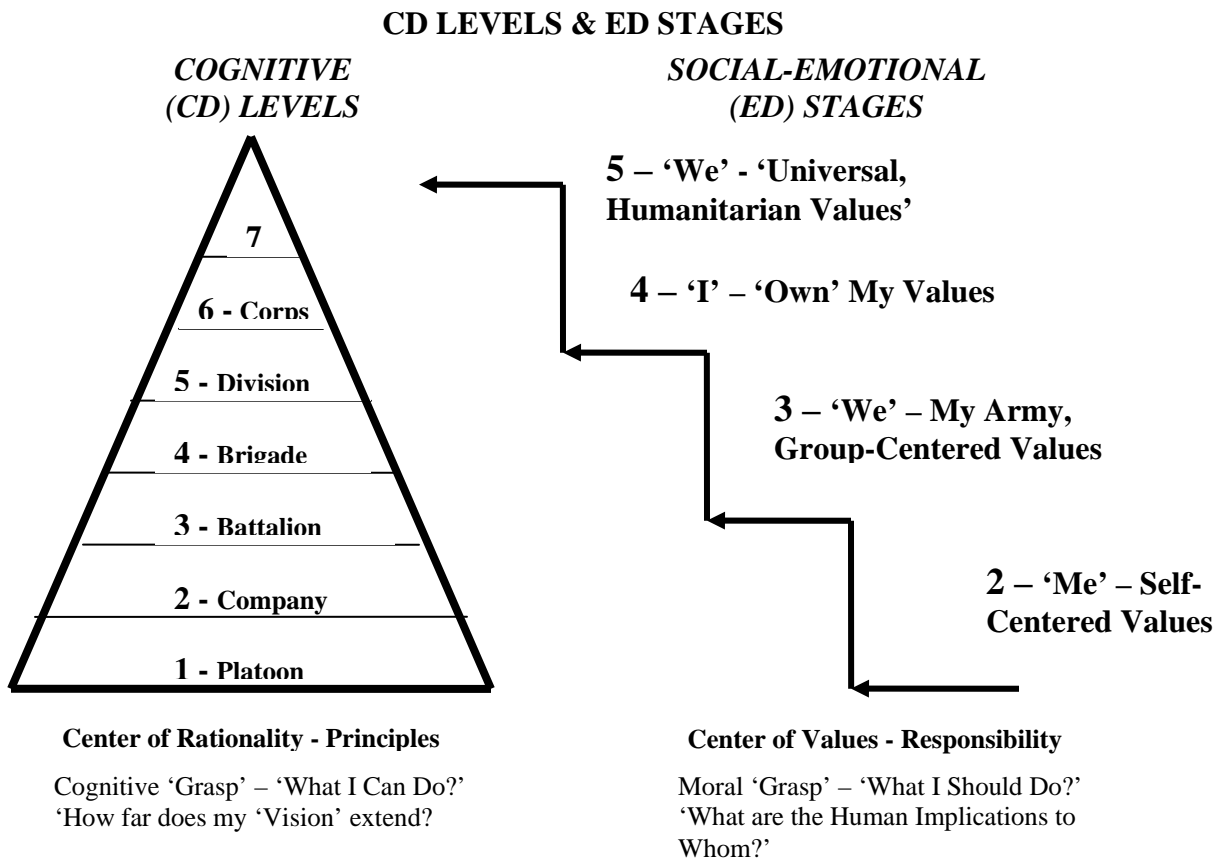 CD LEVELS & ED STAGES
COGNITIVE
(CD) LEVELS
7
6 - Corps
5 - Division
4 - Brigade
3 - Battalion
2 - Company
1 - Platoon
Center of Rationality - Principles
Cognitive ‘Grasp’ – ‘What I Can Do?’
‘How far does my ‘Vision’ extend?
SOCIAL-EMOTIONAL
(ED) STAGES
5 – ‘We’ - ‘Universal,
Humanitarian Values’
4 – ‘I’ – ‘Own’ My Values
3 – ‘We’ – My Army,
Group-Centered Values
2 – ‘Me’ – Self-
Centered Values
Center of Values - Responsibility
Moral ‘Grasp’ – ‘What I Should Do?’
‘What are the Human Implications to
Whom?’